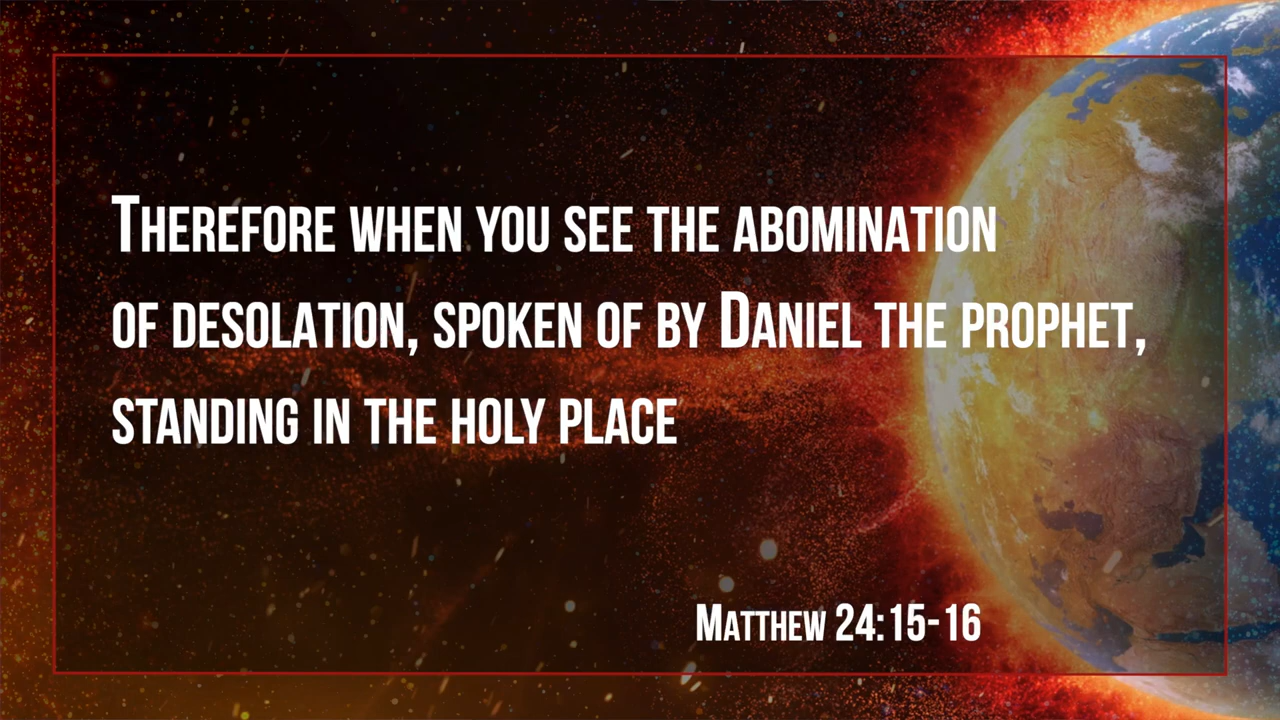 Therefore when you see the abomination
of desolation, spoken of by Daniel the prophet,
standing in the holy place
Matthew 24:15-16